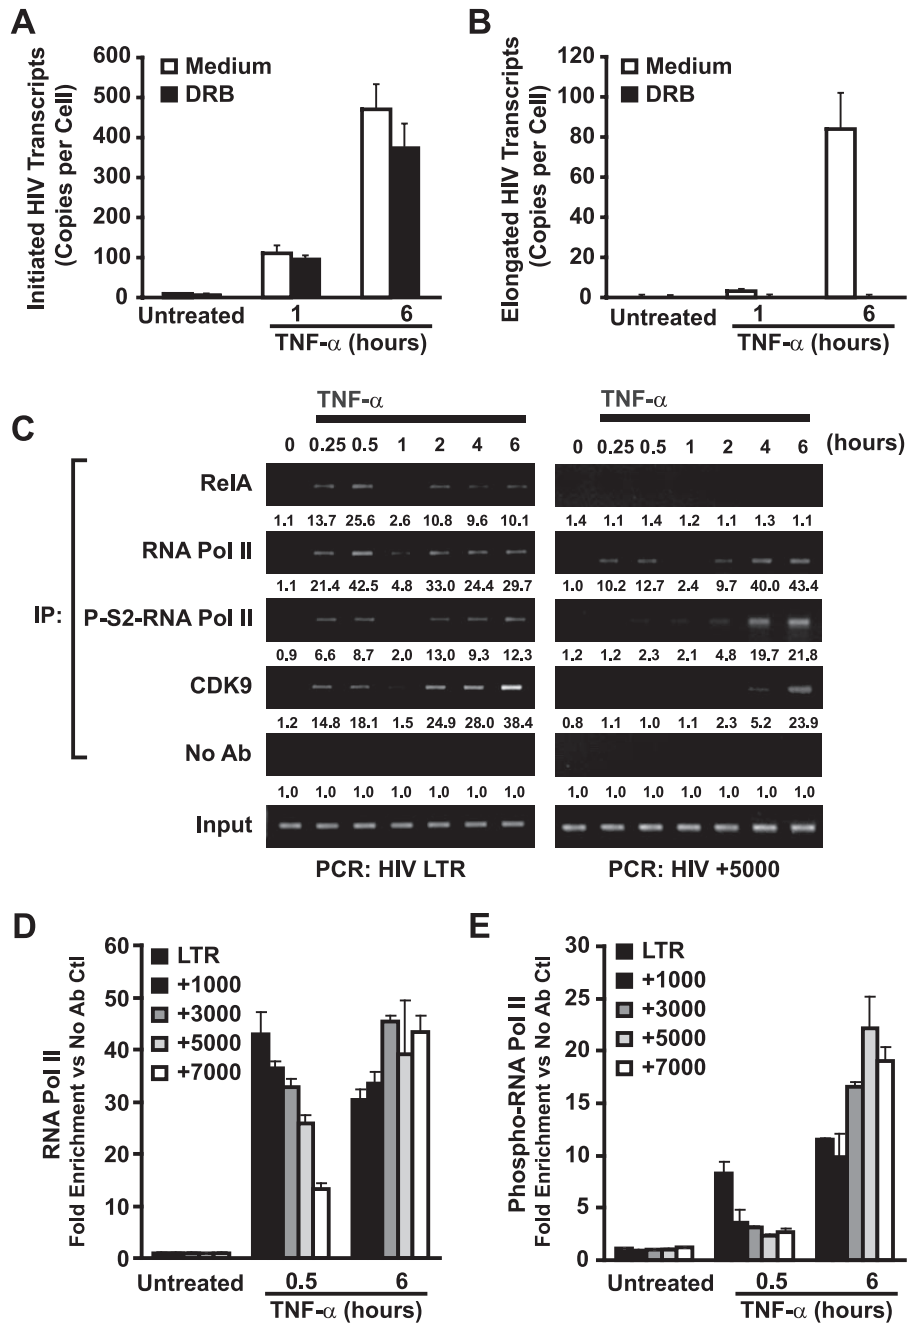 A
Initiated HIV Transcripts
(Copies per Cell)
600
500
400
300
200
100
0
Medium
DRB
Untreated
1
6
TNF-α (hours)
B
Elongated HIV Transcripts
(Copies per Cell)
120
100
80
60
40
20
0
Medium
DRB
Untreated
1
6
TNF-α (hours)
C
TNF-α
TNF-α
0 0.25 0.5 1 2 4 6
0 0.25 0.5 1 2 4 6 (hours)
IP:
RelA
1.1 13.7 25.6 2.6 10.8 9.6 10.1
1.4 1.1 1.4 1.2 1.1 1.3 1.1
RNA Pol II
1.1 21.4 42.5 4.8 33.0 24.4 29.7
1.0 10.2 12.7 2.4 9.7 40.0 43.4
P-S2-RNA Pol II
0.9 6.6 8.7 2.0 13.0 9.3 12.3
1.2 1.2 2.3 2.1 4.8 19.7 21.8
CDK9
1.2 14.8 18.1 1.5 24.9 28.0 38.4
0.8 1.1 1.0 1.1 2.3 5.2 23.9
No Ab
1.0 1.0 1.0 1.0 1.0 1.0 1.0
1.0 1.0 1.0 1.0 1.0 1.0 1.0
Input
PCR: HIV LTR
PCR: HIV +5000
D
RNA Pol II
Fold Enrichment vs No Ab Ctl
60
50
40
30
20
10
0
LTR
+1000
+3000
+5000
+7000
Untreated
0.5
6
TNF-α (hours)
E
Phospho-RNA Pol II
Fold Enrichment vs No Ab Ctl
30
25
20
15
10
5
0
LTR
+1000
+3000
+5000
+7000
Untreated
0.5
6
TNF-α (hours)